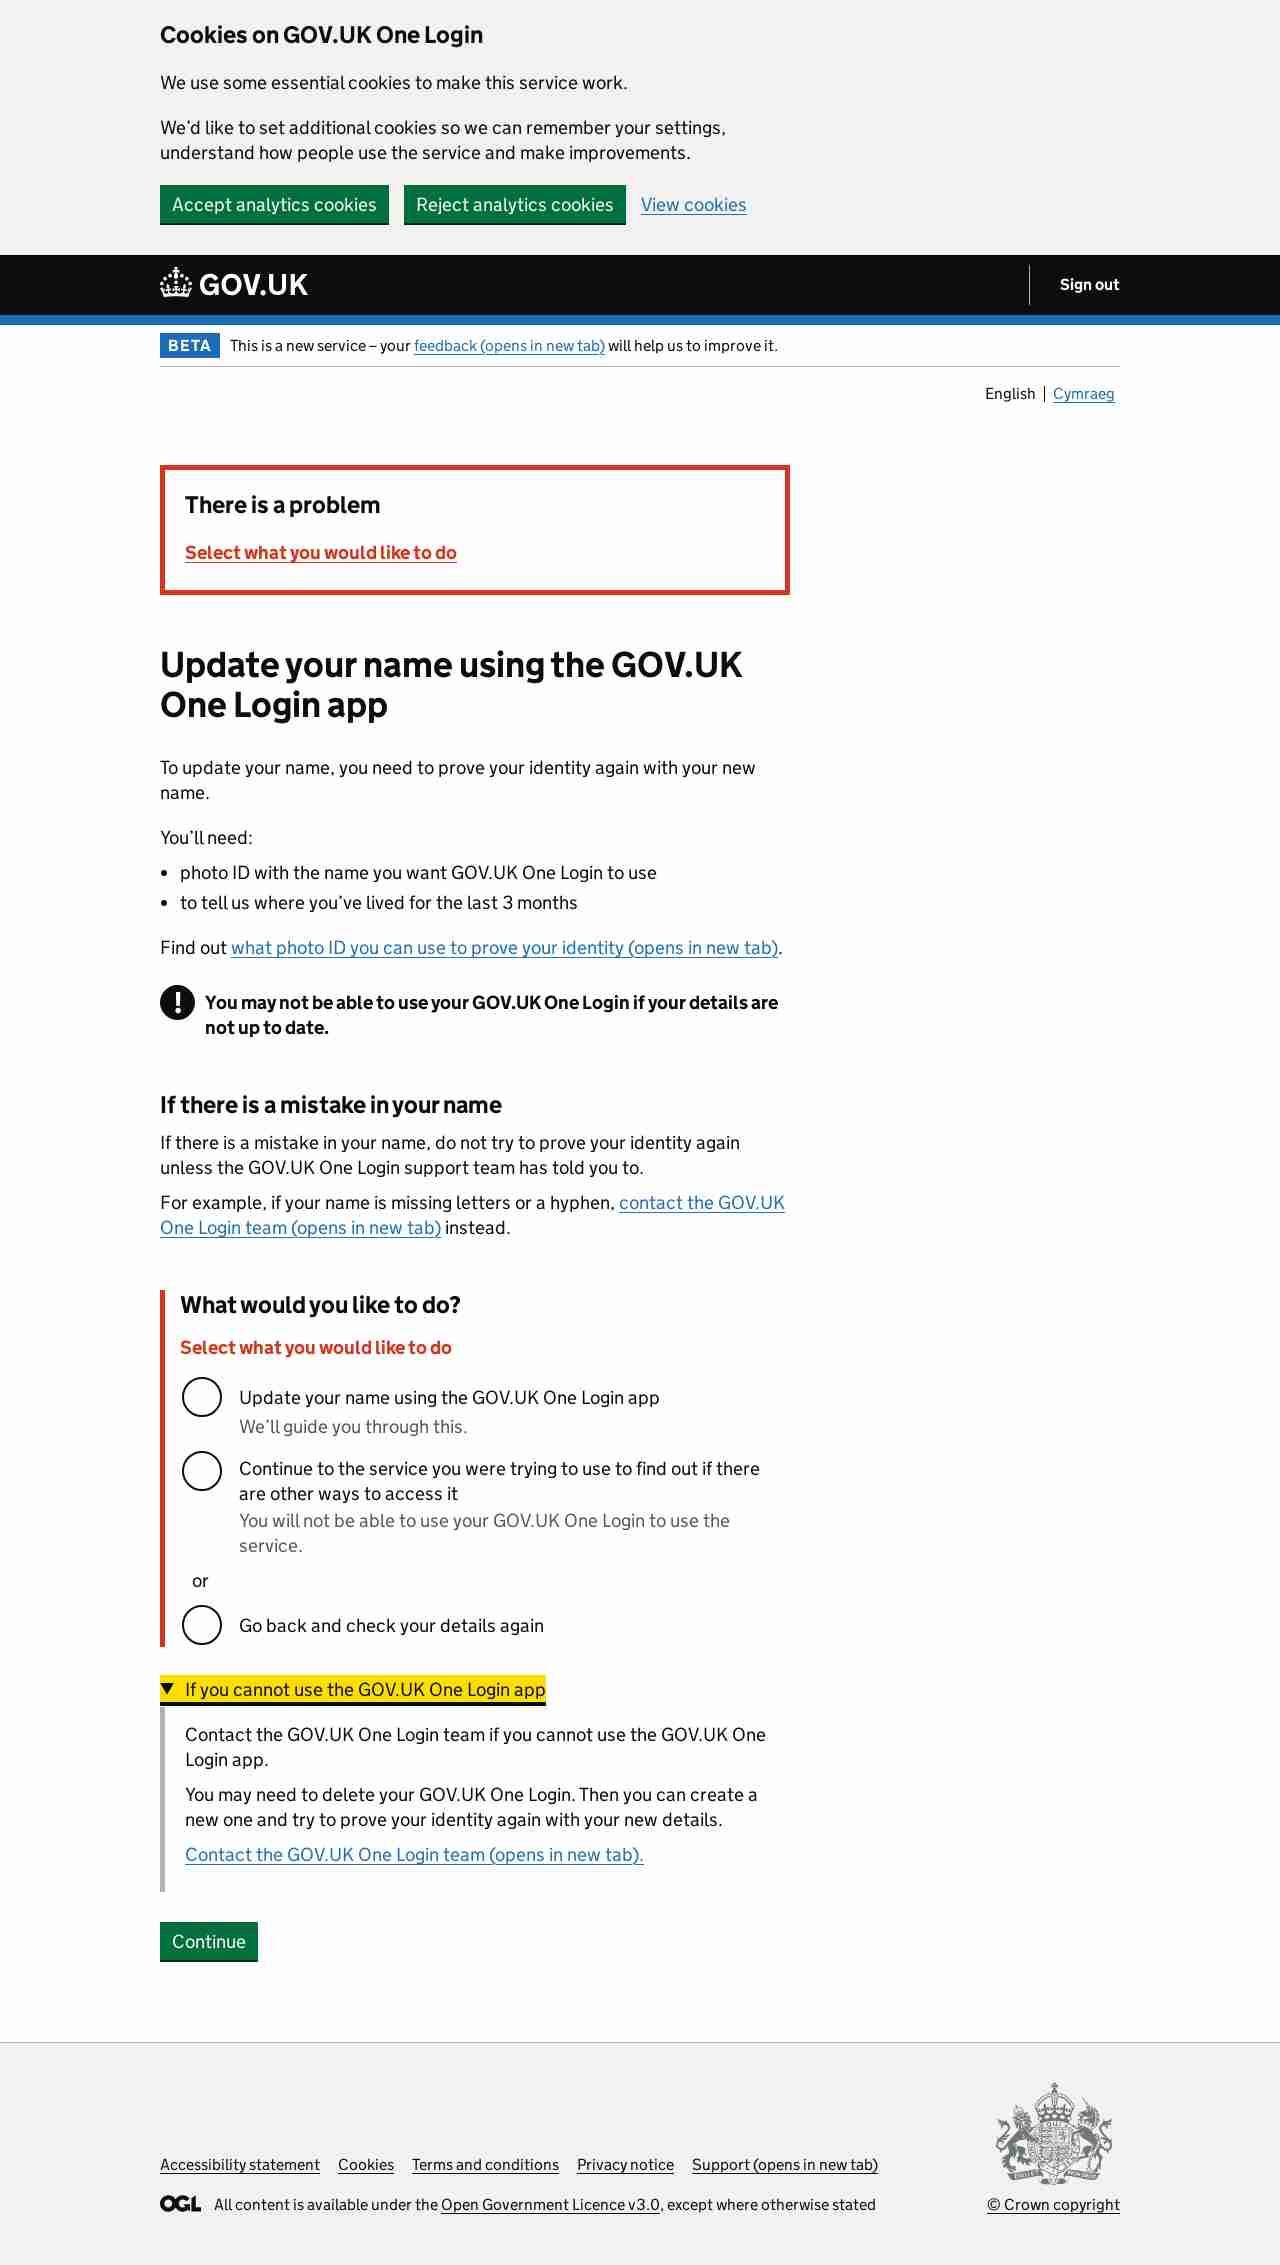 Cookies on GOV.UK One Login
We use some essential cookies to make this service work.
We'd like to set additional cookies so we can remember your settings,
understand how people use the service and make improvements.
Accept analytics cookies Reject analytics cookies View cookies
GOV.UK Sign out
BETA This is a new service – your feedback (opens in new tab) will help us to improve it.
English Cymraeg
There is a problem
Select what you would like to do
Update your name using the GOV.UK
One Login app
To update your name, you need to prove your identity again with your new
name.
You'll need:
• photo ID with the name you want GOV.UK One Login to use
• to tell us where you've lived for the last 3 months
Find out what photo ID you can use to prove your identity (opens in new tab).
! You may not be able to use your GOV.UK One Login if your details are
not up to date.
If there is a mistake in your name
If there is a mistake in your name, do not try to prove your identity again
unless the GOV.UK One Login support team has told you to.
For example, if your name is missing letters or a hyphen, contact the GOV.UK
One Login team (opens in new tab) instead.
What would you like to do?
Select what you would like to do
Update your name using the GOV.UK One Login app
We'll guide you through this.
Continue to the service you were trying to use to find out if there
are other ways to access it
You will not be able to use your GOV.UK One Login to use the
service.
or
Go back and check your details again
If you cannot use the GOV.UK One Login app
Contact the GOV.UK One Login team if you cannot use the GOV.UK One
Login app.
You may need to delete your GOV.UK One Login. Then you can create a
new one and try to prove your identity again with your new details.
Contact the GOV.UK One Login team (opens in new tab).
Continue
Accessibility statement Cookies Terms and conditions Privacy notice Support (opens in new tab)
OGL All content is available under the Open Government Licence v3.0, except where otherwise stated
© Crown copyright